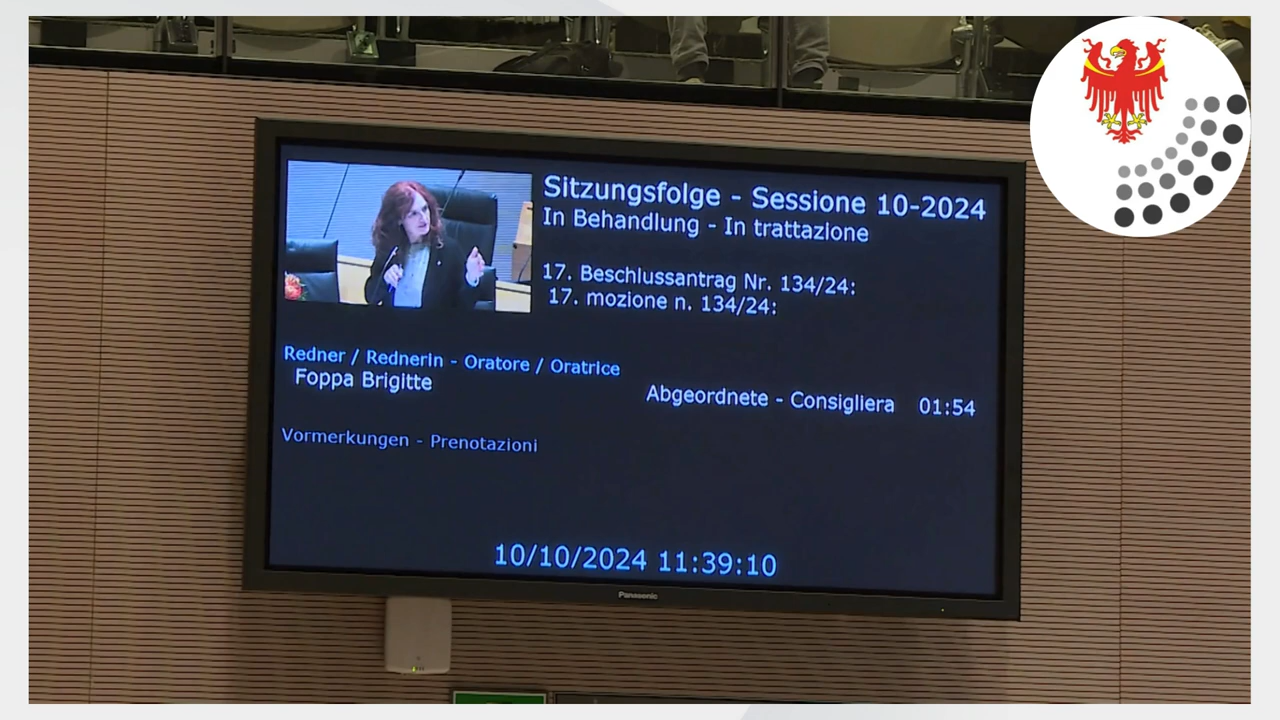 Sitzungsfolge - Sessione 10-2024
In Behandlung - In trattazione
17. Beschlussantrag Nr. 134/24:
17. mozione n. 134/24:
Redner / Rednerin - Oratore / Oratrice
Foppa Brigitte
Abgeordnete - Consigliera 01:54
Vormerkungen - Prenotazioni
10/10/2024 11:39:10
Panasonic